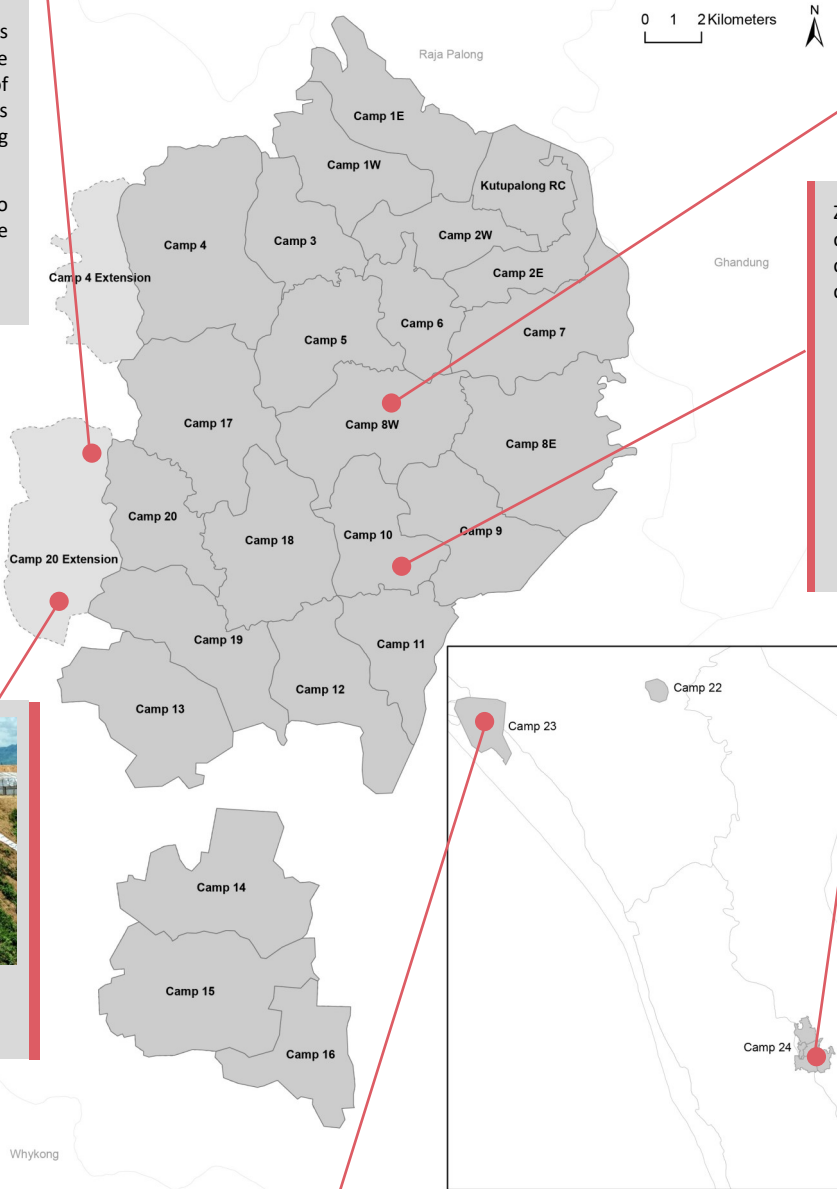 s
e
of
s
g
o
e
0 1 2 Kilometers
N
Raja Palong
Camp 1E
Camp 1W
Kutupalong RC
Camp 4
Camp 3
Camp 2W
Camp 2E
Ghandung
Camp 4 Extension
Camp 6
Camp 5
Camp 7
Camp 17
Camp 8W
Camp 8E
Camp 20
Camp 18
Camp 10
Camp 9
Camp 20 Extension
Camp 19
Camp 11
Camp 12
Camp 13
Camp 22
Camp 23
Camp 14
Camp 15
Camp 24
Camp 16
Whykong